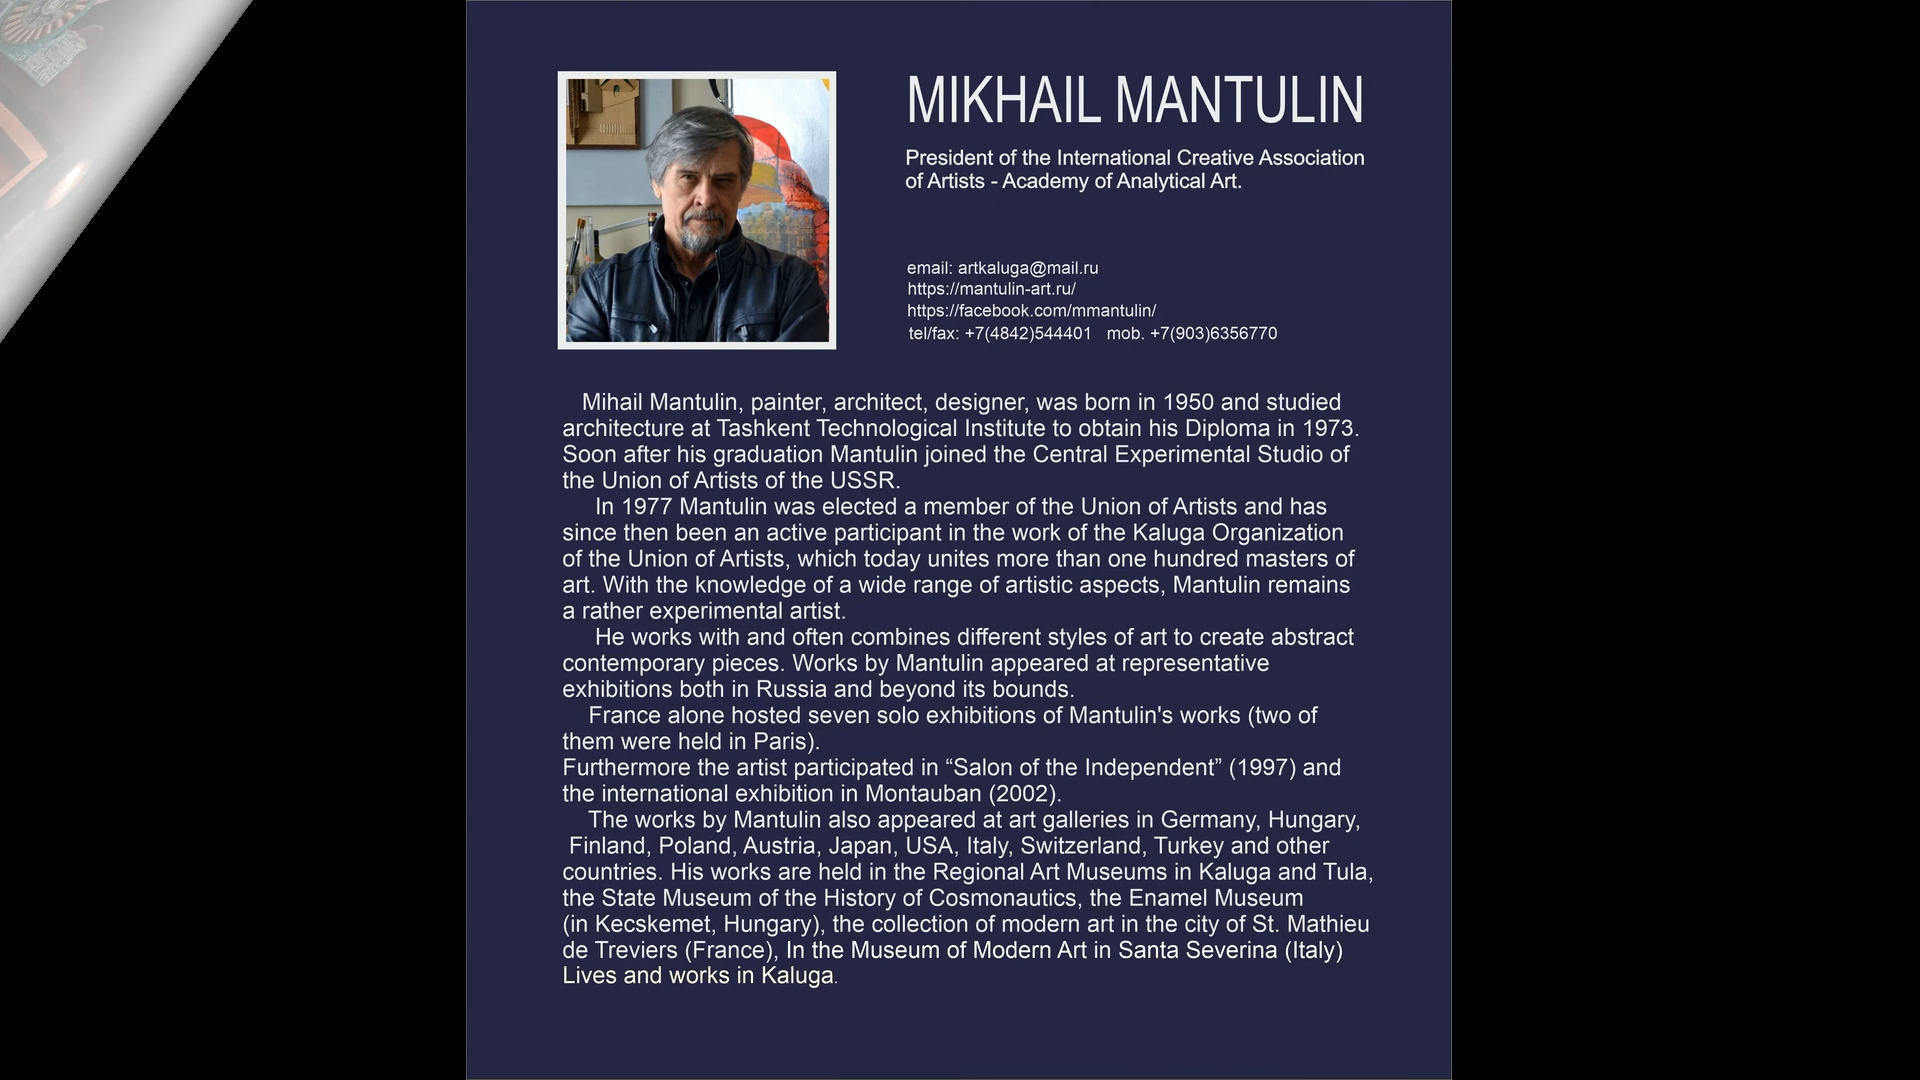 MIKHAIL MANTULIN
President of the International Creative Association
of Artists - Academy of Analytical Art.
email: artkaluga@mail.ru
https://mantulin-art.ru/
https://facebook.com/mmantulin/
tel/fax: +7(4842)544401 mob. +7(903)6356770
Mihail Mantulin, painter, architect, designer, was born in 1950 and studied
architecture at Tashkent Technological Institute to obtain his Diploma in 1973.
Soon after his graduation Mantulin joined the Central Experimental Studio of
the Union of Artists of the USSR.
In 1977 Mantulin was elected a member of the Union of Artists and has
since then been an active participant in the work of the Kaluga Organization
of the Union of Artists, which today unites more than one hundred masters of
art. With the knowledge of a wide range of artistic aspects, Mantulin remains
a rather experimental artist.
He works with and often combines different styles of art to create abstract
contemporary pieces. Works by Mantulin appeared at representative
exhibitions both in Russia and beyond its bounds.
France alone hosted seven solo exhibitions of Mantulin's works (two of
them were held in Paris).
Furthermore the artist participated in “Salon of the Independent” (1997) and
the international exhibition in Montauban (2002).
The works by Mantulin also appeared at art galleries in Germany, Hungary,
Finland, Poland, Austria, Japan, USA, Italy, Switzerland, Turkey and other
countries. His works are held in the Regional Art Museums in Kaluga and Tula,
the State Museum of the History of Cosmonautics, the Enamel Museum
(in Kecskemet, Hungary), the collection of modern art in the city of St. Mathieu
de Treviers (France), In the Museum of Modern Art in Santa Severina (Italy)
Lives and works in Kaluga.